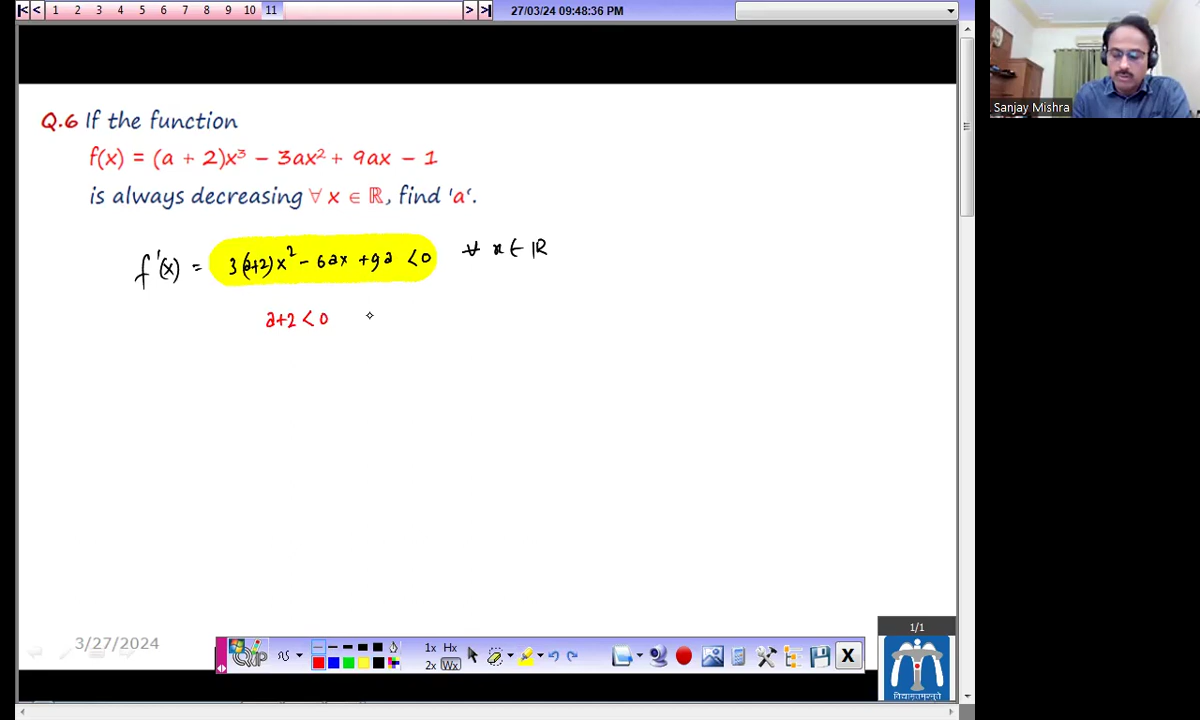 1 2 3 4 5 6 7 8 9 10 11
27/03/24 09:48:36 PM
Sanjay Mishra
Q.6 If the function
f(x) = (a + 2)x³ − 3ax² + 9ax − 1
is always decreasing ∀ x ∈ ℝ, find 'a'.
f'(x) = 3(a+2)x² − 6ax + 9a < 0 ∀ x ∈ ℝ
a+2 < 0
3/27/2024
1x Hx
2x Wx
1/1